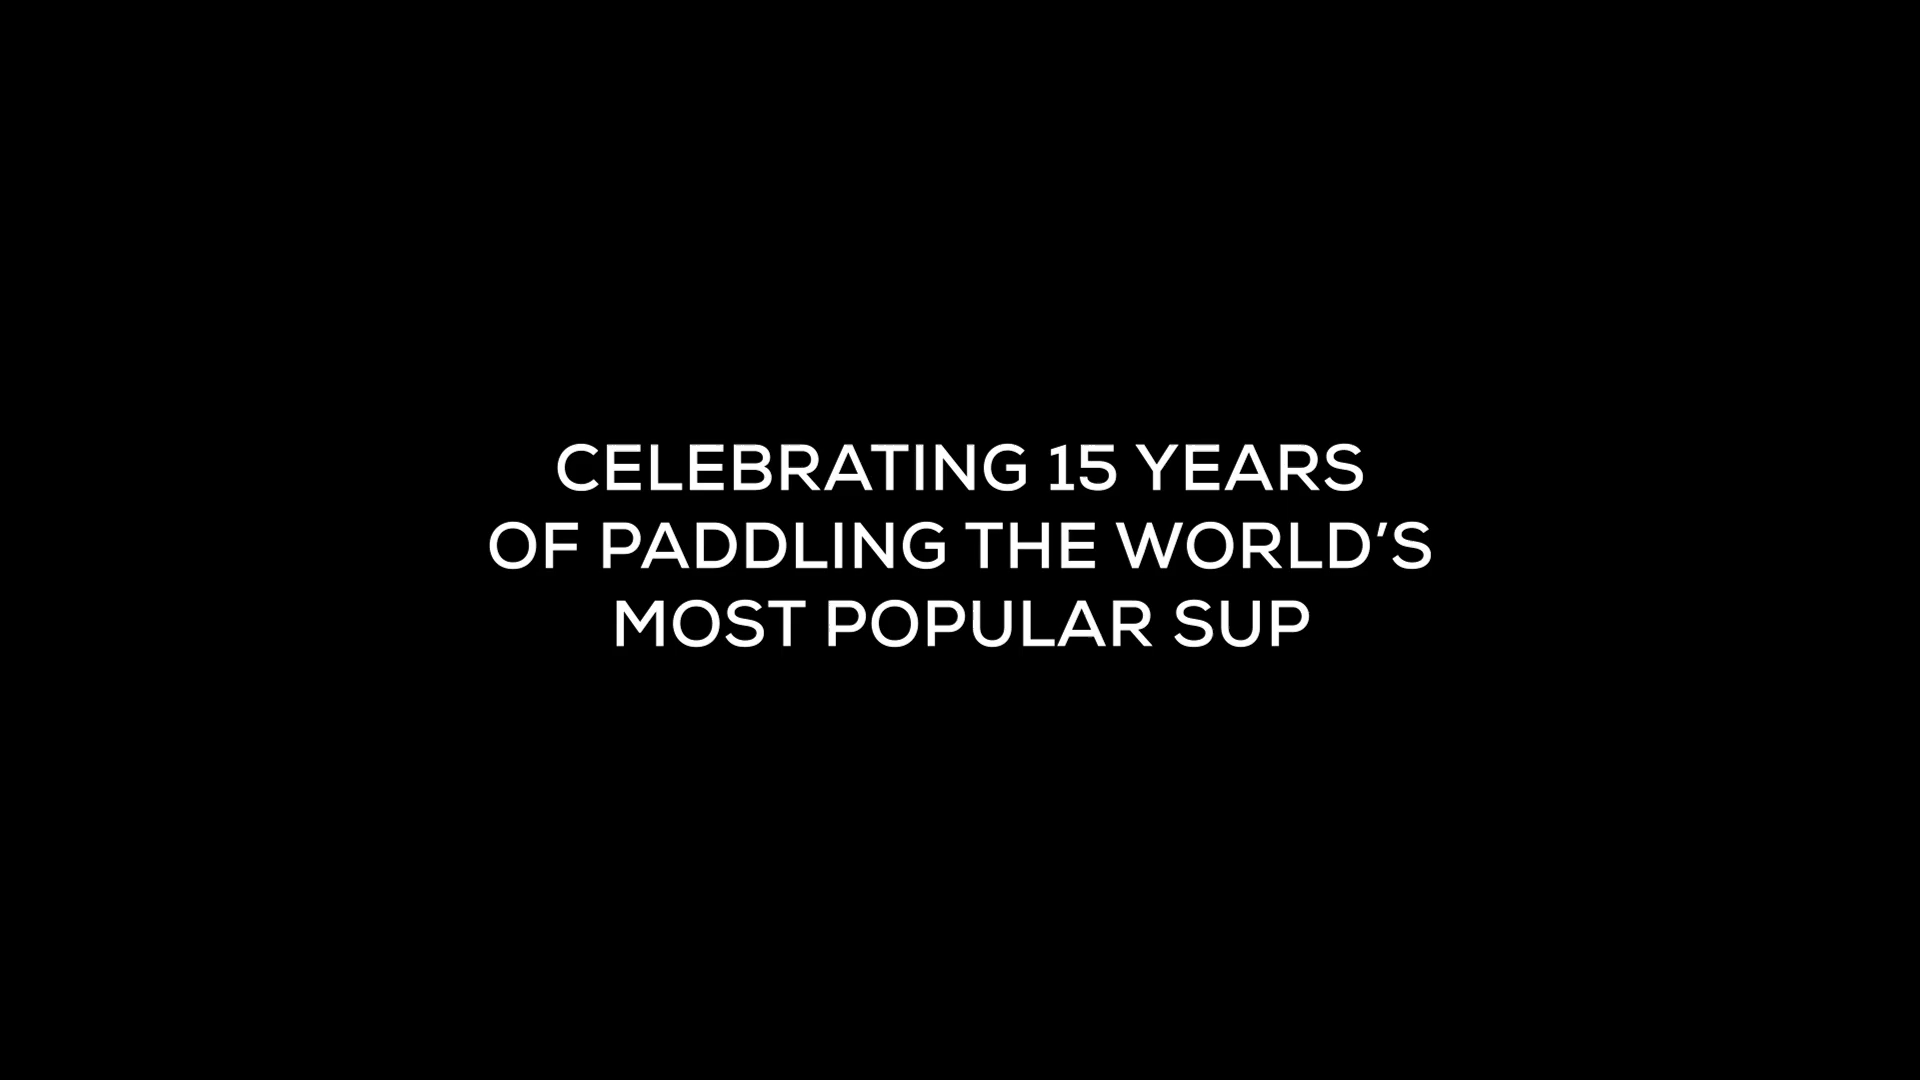 CELEBRATING 15 YEARS
OF PADDLING THE WORLD’S
MOST POPULAR SUP